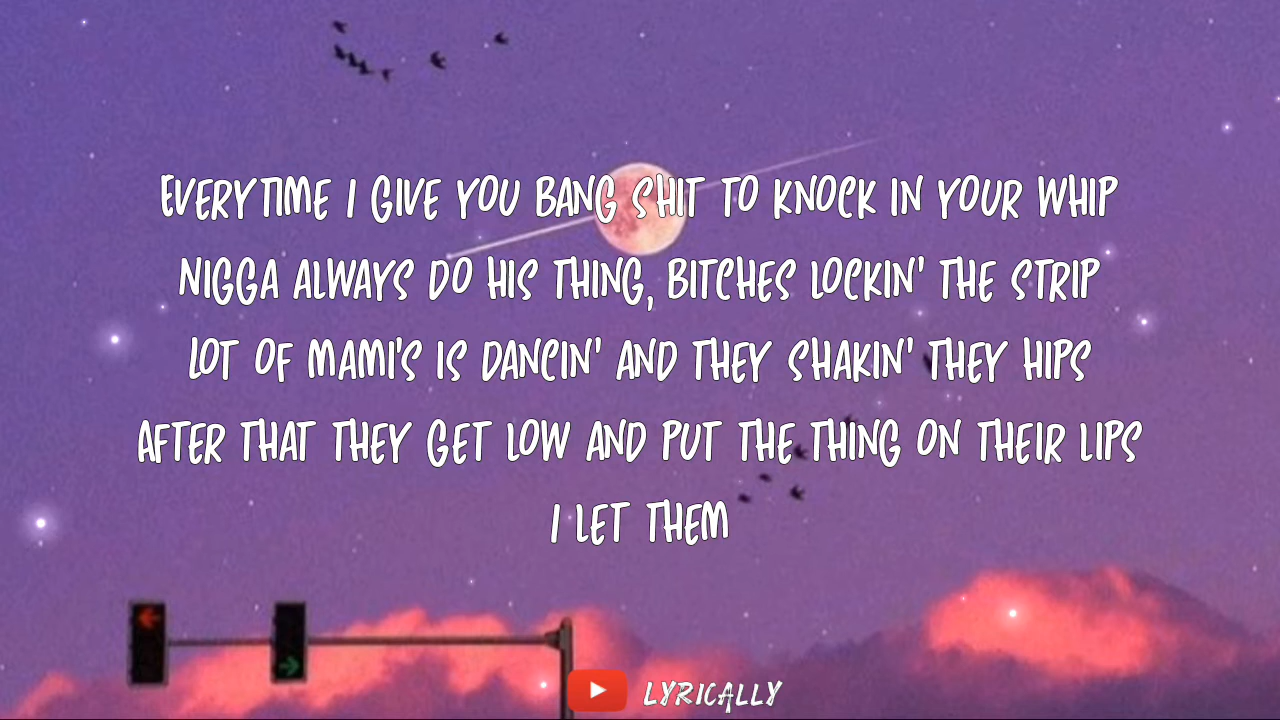 EVERYTIME I GIVE YOU BANG SHIT TO KNOCK IN YOUR WHIP
NIGGA ALWAYS DO HIS THING, BITCHES LOCKIN' THE STRIP
LOT OF MAMI'S IS DANCIN' AND THEY SHAKIN' THEY HIPS
AFTER THAT THEY GET LOW AND PUT THE THING ON THEIR LIPS
I LET THEM
LYRICALLY